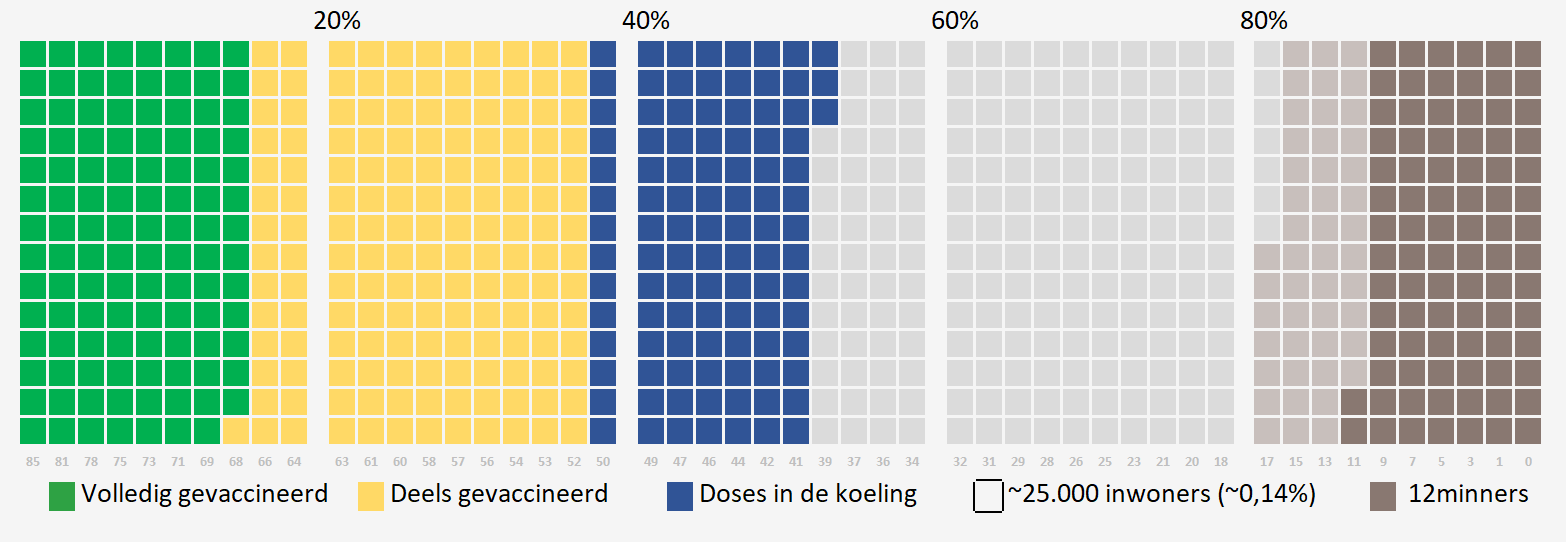 20% 40% 60% 80%
85 81 78 75 73 71 69 68 66 64 63 61 60 58 57 56 54 53 52 50 49 47 46 44 42 41 39 37 36 34 32 31 29 28 26 25 23 21 20 18 17 15 13 11 9 7 5 3 1 0
Volledig gevaccineerd Deels gevaccineerd Doses in de koeling ~25.000 inwoners (~0,14%) 12minners